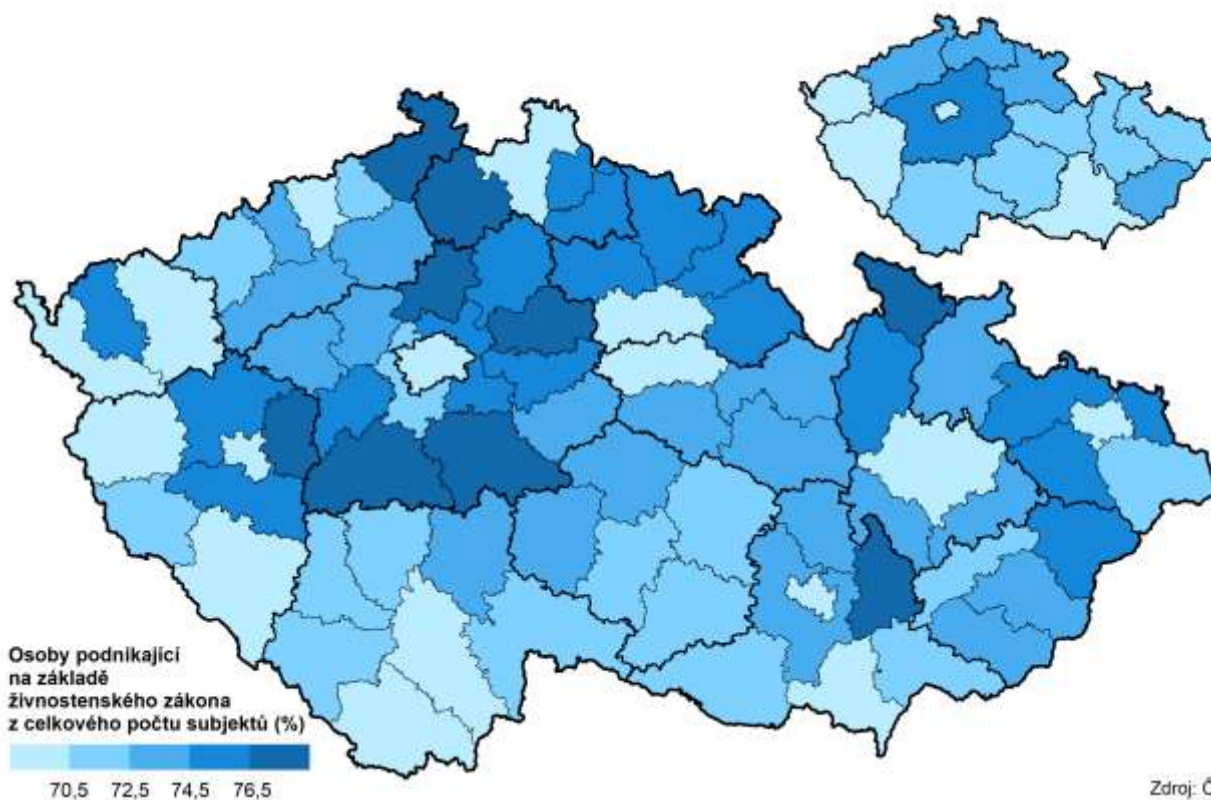 Osoby podnikající
na základě
živnostenského zákona
z celkového počtu subjektů (%)
70,5 72,5 74,5 76,5
Zdroj: Č